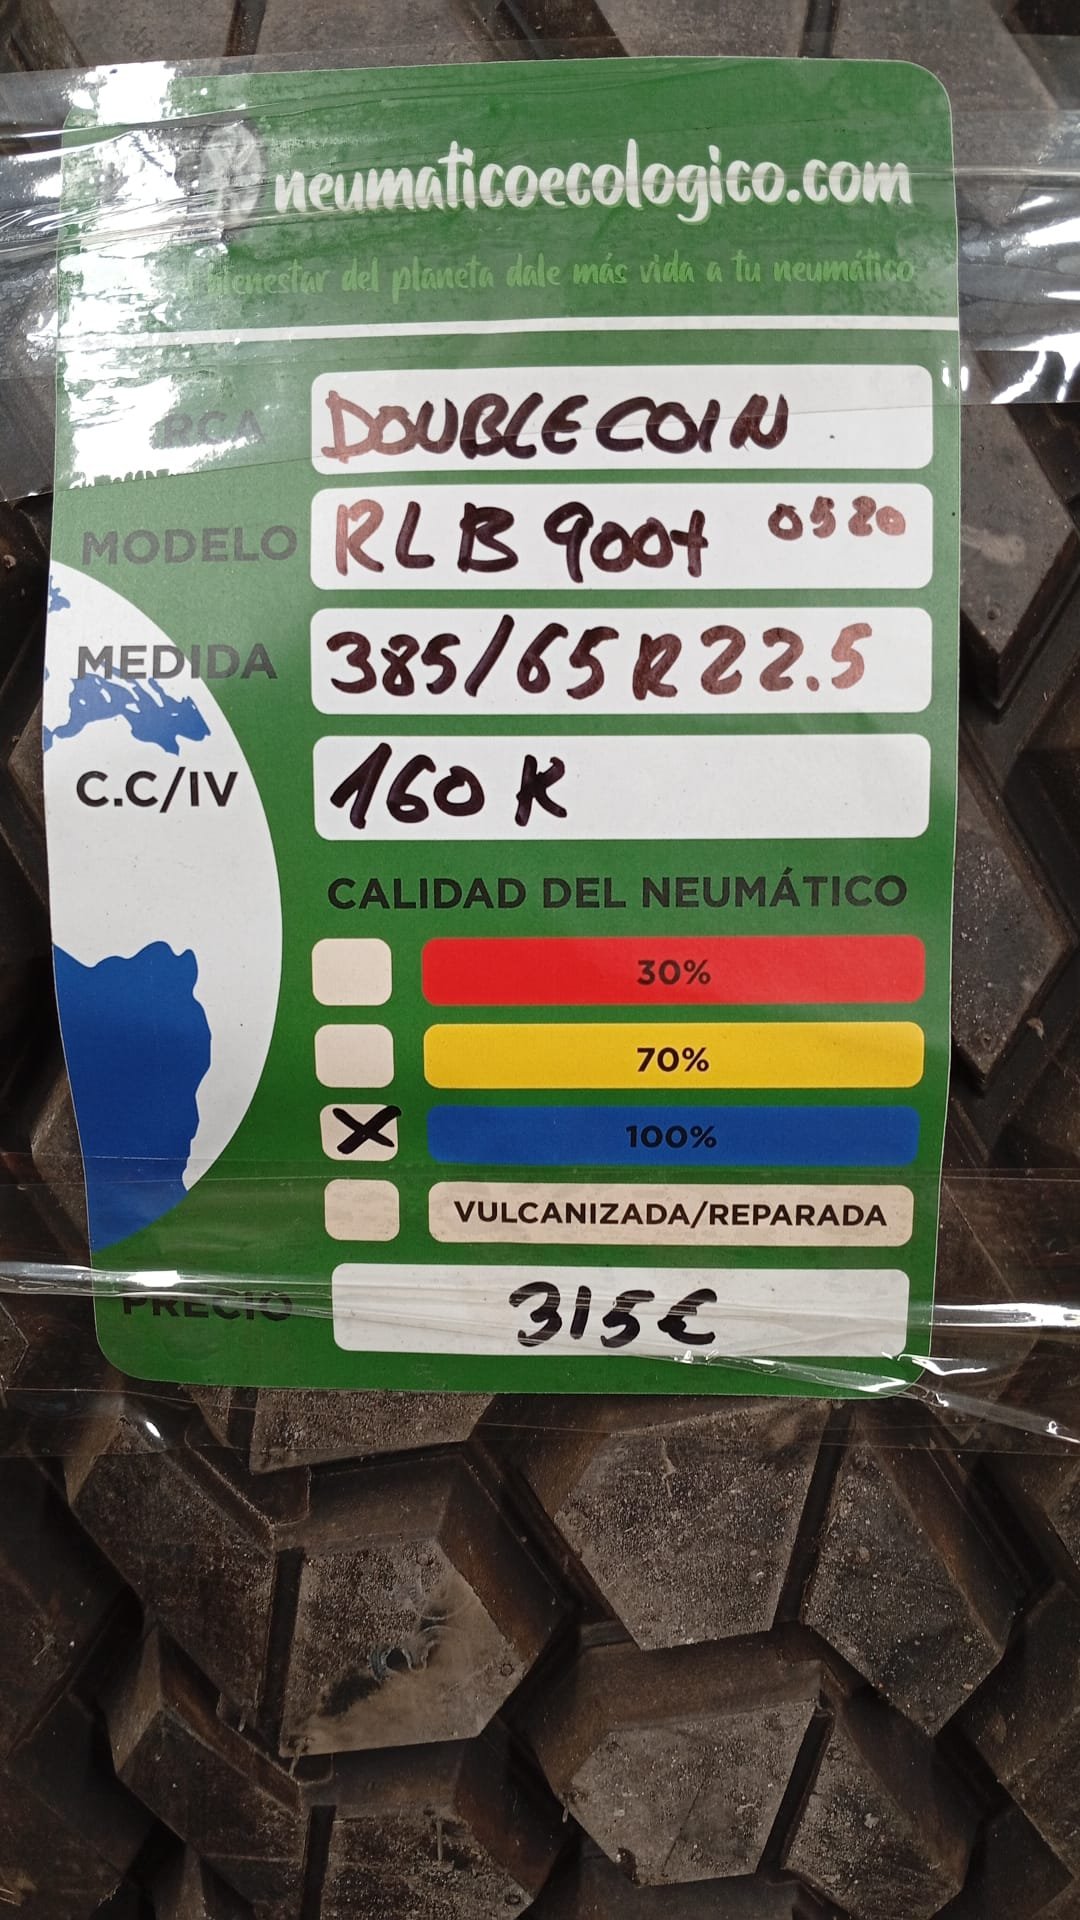 neumaticoecologico.com
bienestar del planeta dale más vida a tu neumático
RCA DOUBLECOIN
MODELO RLB 900+ 0520
MEDIDA 385/65 R22.5
C.C/IV 160 K
CALIDAD DEL NEUMÁTICO
30%
70%
X 100%
VULCANIZADA/REPARADA
PRECIO 315€